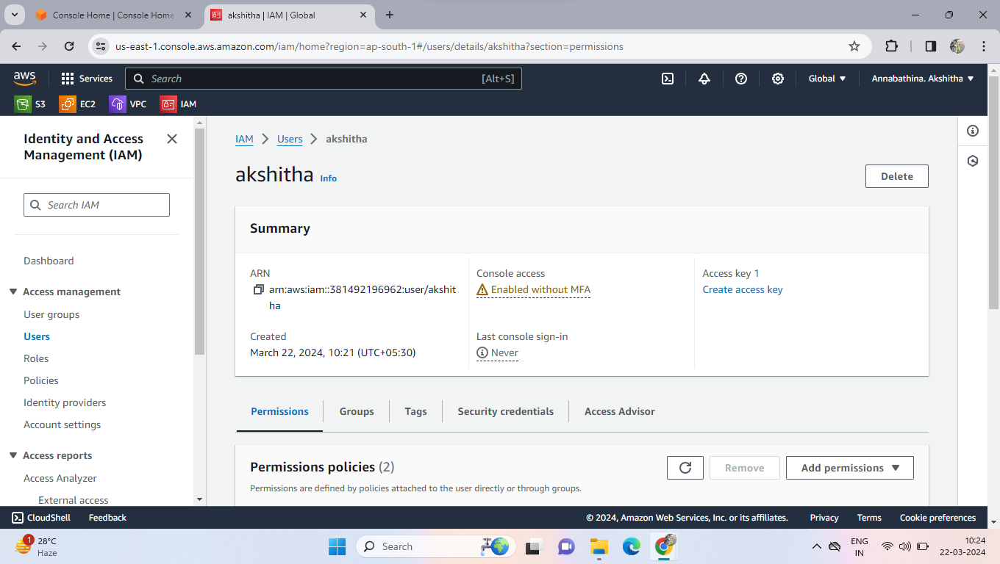 Console Home | Console Home
akshitha | IAM | Global
us-east-1.console.aws.amazon.com/iam/home?region=ap-south-1#/users/details/akshitha?section=permissions
aws
Services
Search
[Alt+S]
Global
Annabathina. Akshitha
S3
EC2
VPC
IAM
Identity and Access
Management (IAM)
Search IAM
Dashboard
Access management
User groups
Users
Roles
Policies
Identity providers
Account settings
Access reports
Access Analyzer
External access
IAM
Users
akshitha
akshitha Info
Delete
Summary
ARN
arn:aws:iam::381492196962:user/akshit
ha
Created
March 22, 2024, 10:21 (UTC+05:30)
Console access
Enabled without MFA
Last console sign-in
Never
Access key 1
Create access key
Permissions
Groups
Tags
Security credentials
Access Advisor
Permissions policies (2)
Permissions are defined by policies attached to the user directly or through groups.
Remove
Add permissions
CloudShell
Feedback
© 2024, Amazon Web Services, Inc. or its affiliates.
Privacy
Terms
Cookie preferences
1
28°C
Haze
Search
ENG
IN
10:24
22-03-2024